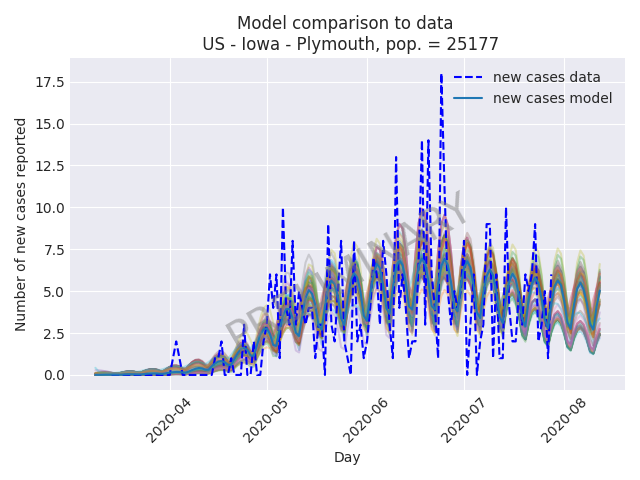 Model comparison to data
US - Iowa - Plymouth, pop. = 25177
new cases data
new cases model
Number of new cases reported
17.5
15.0
12.5
10.0
7.5
5.0
2.5
0.0
PRELIMINARY
2020-04
2020-05
2020-06
2020-07
2020-08
Day